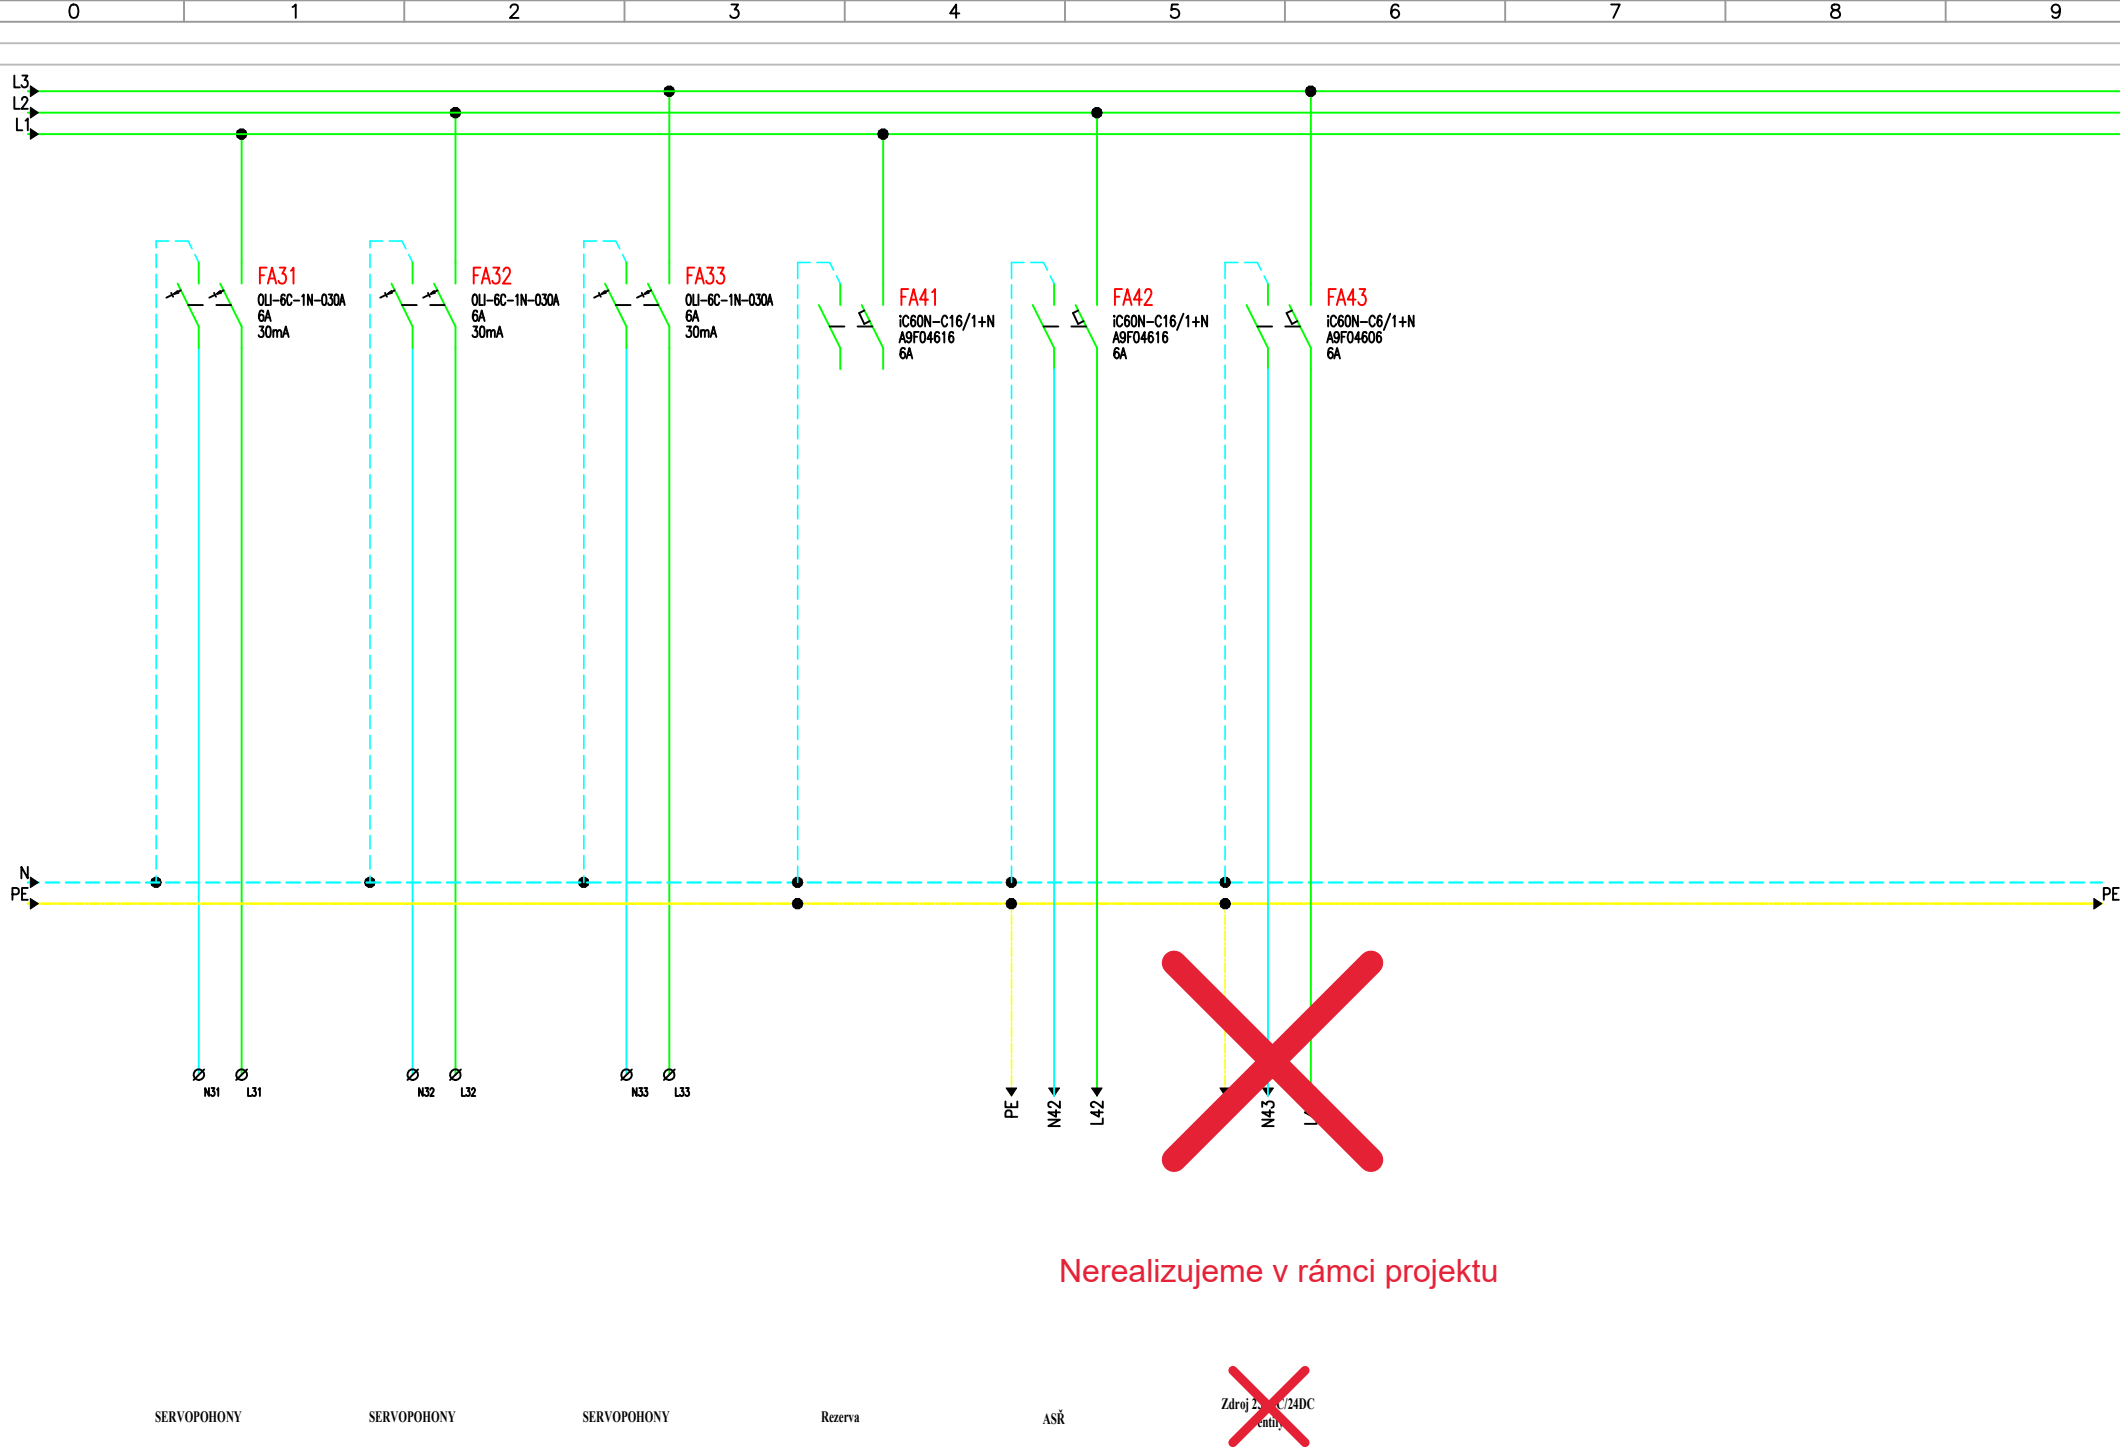 0 1 2 3 4 5 6 7 8 9
L3
L2
L1
FA31
OLI-6C-1N-030A
6A
30mA
FA32
OLI-6C-1N-030A
6A
30mA
FA33
OLI-6C-1N-030A
6A
30mA
FA41
iC60N-C16/1+N
A9F04616
6A
FA42
iC60N-C16/1+N
A9F04616
6A
FA43
iC60N-C6/1+N
A9F04606
6A
N
PE
PE
N31 L31
N32 L32
N33 L33
PE
N42
L42
N43
Nerealizujeme v rámci projektu
SERVOPOHONY
SERVOPOHONY
SERVOPOHONY
Rezerva
ASŘ
Zdroj